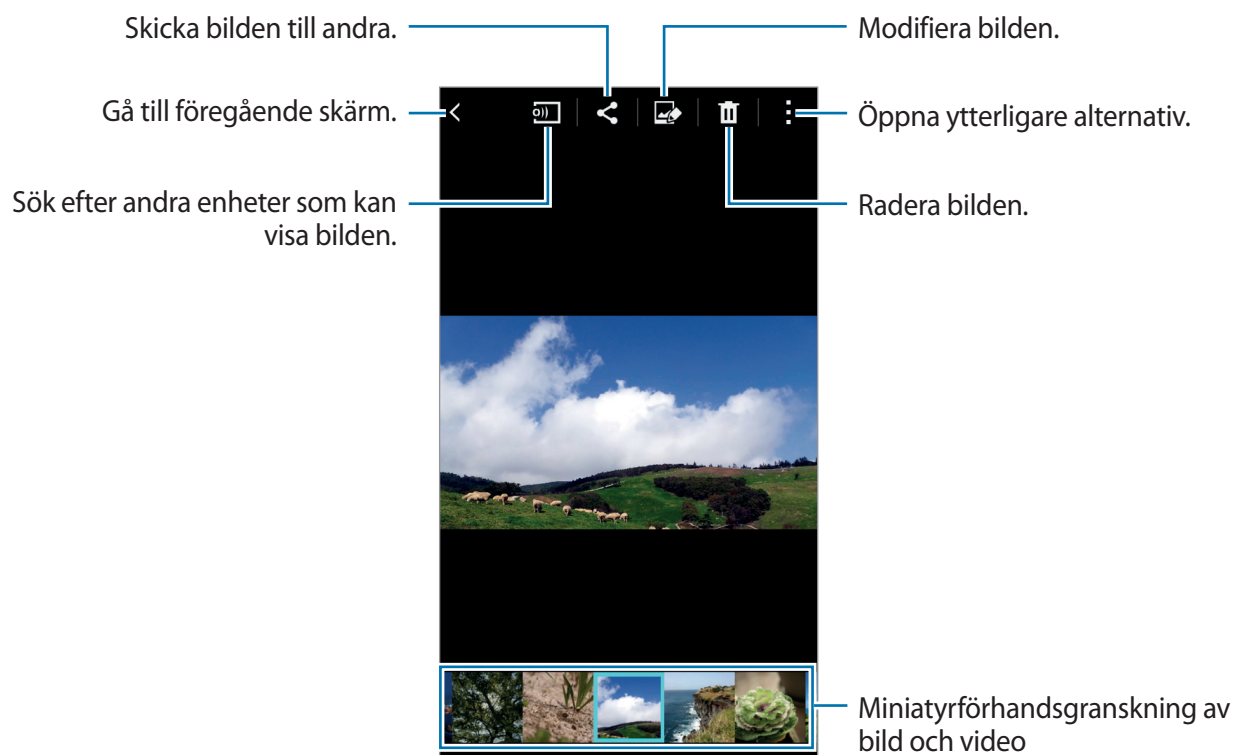 Skicka bilden till andra.
Modifiera bilden.
Gå till föregående skärm.
Öppna ytterligare alternativ.
Sök efter andra enheter som kan
visa bilden.
Radera bilden.
Miniatyrförhandsgranskning av
bild och video